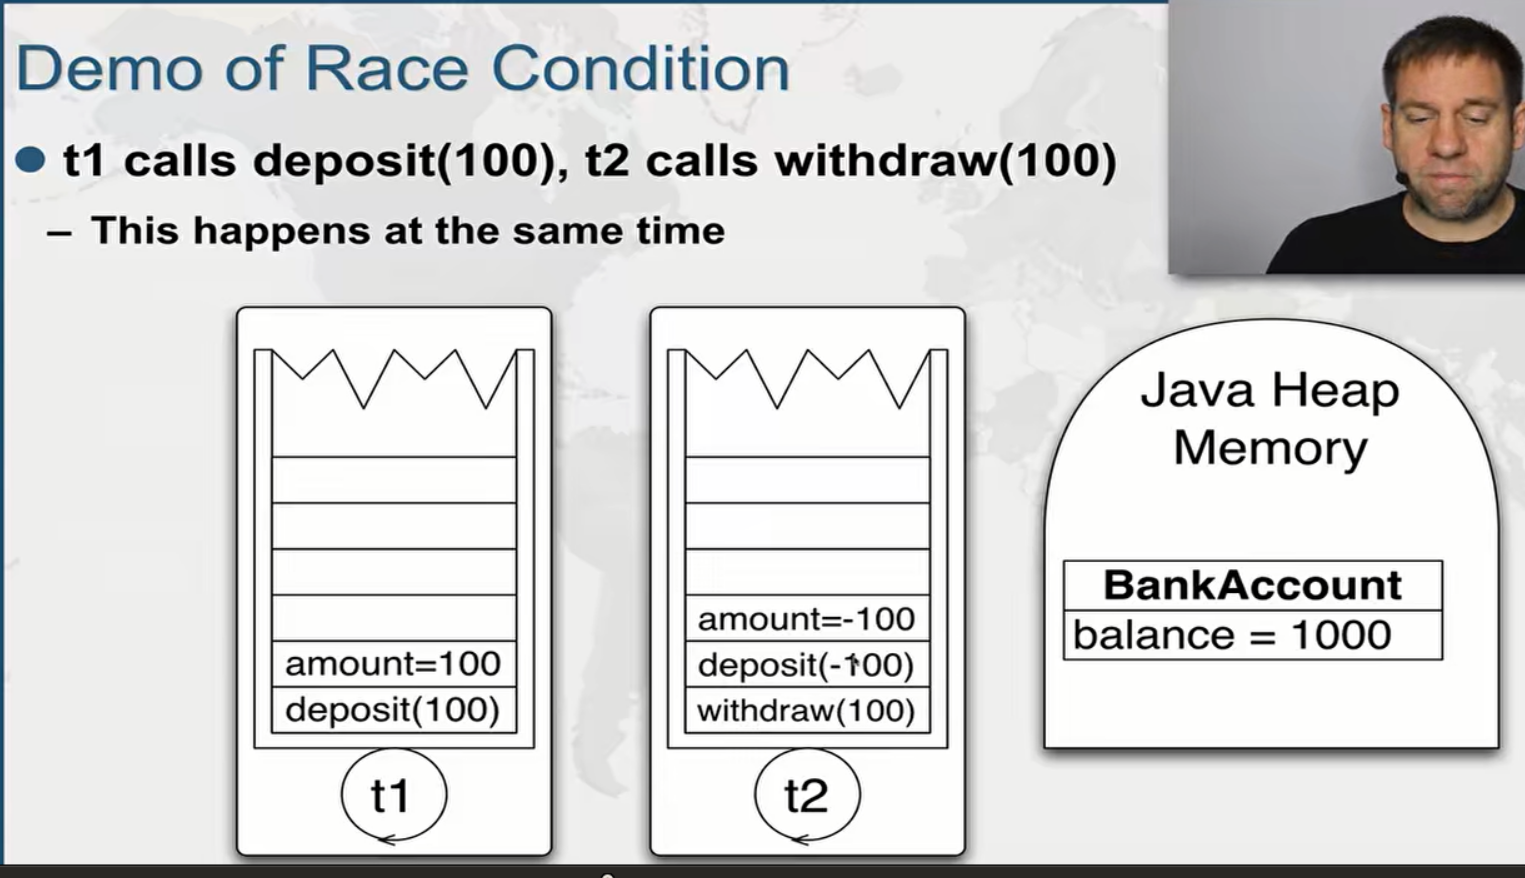 Demo of Race Condition
t1 calls deposit(100), t2 calls withdraw(100)
– This happens at the same time
amount=100
deposit(100)
t1
amount=-100
deposit(-100)
withdraw(100)
t2
Java Heap
Memory
BankAccount
balance = 1000